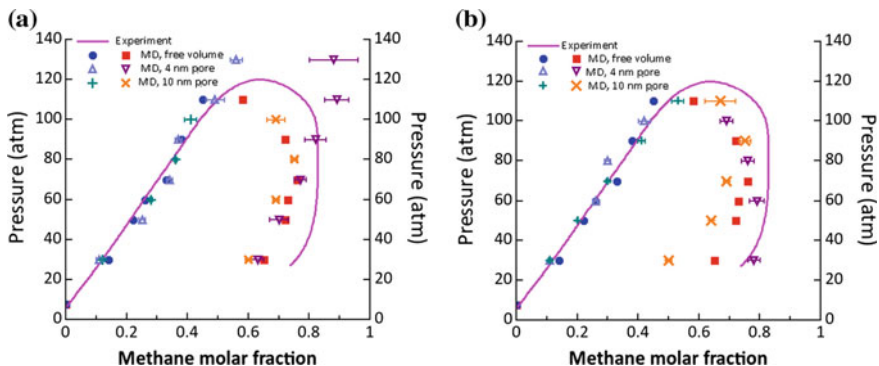 (a)
140
120
100
80
60
40
20
0
Pressure (atm)
Experiment
MD, free volume
MD, 4 nm pore
MD, 10 nm pore
140
120
100
80
60
40
20
0
Pressure (atm)
0 0.2 0.4 0.6 0.8 1
Methane molar fraction
(b)
140
120
100
80
60
40
20
0
Pressure (atm)
Experiment
MD, free volume
MD, 4 nm pore
MD, 10 nm pore
140
120
100
80
60
40
20
0
Pressure (atm)
0 0.2 0.4 0.6 0.8 1
Methane molar fraction